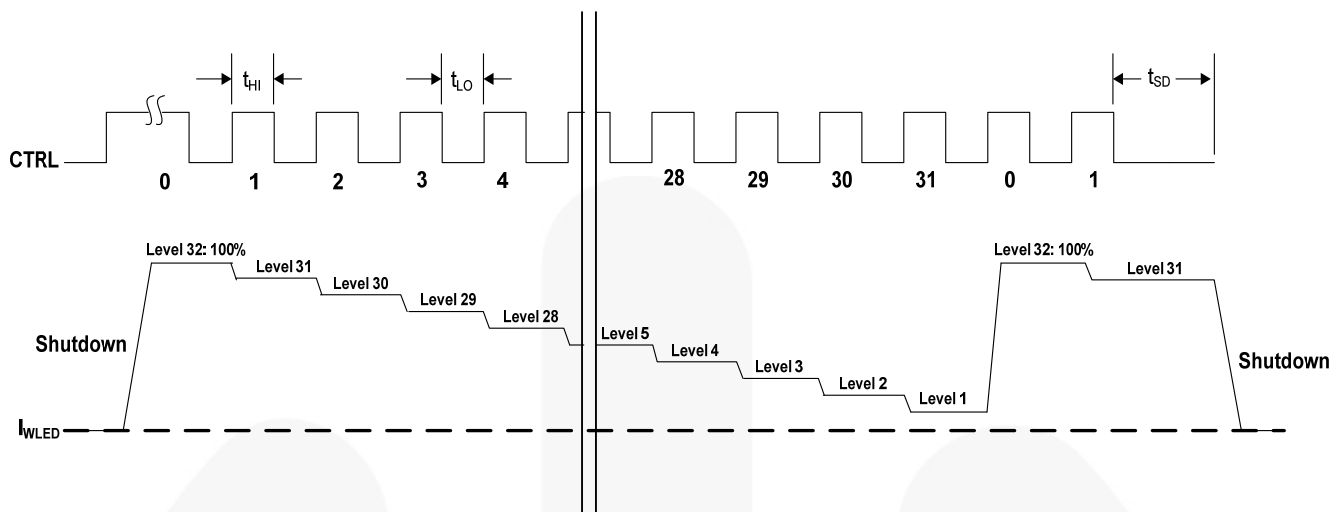 tHI
tLO
tSD
CTRL
0 1 2 3 4 28 29 30 31 0 1
Level 32: 100%
Level 31
Level 30
Level 29
Level 28
Level 5
Level 4
Level 3
Level 2
Level 1
Level 32: 100%
Level 31
Shutdown
Shutdown
IWLED